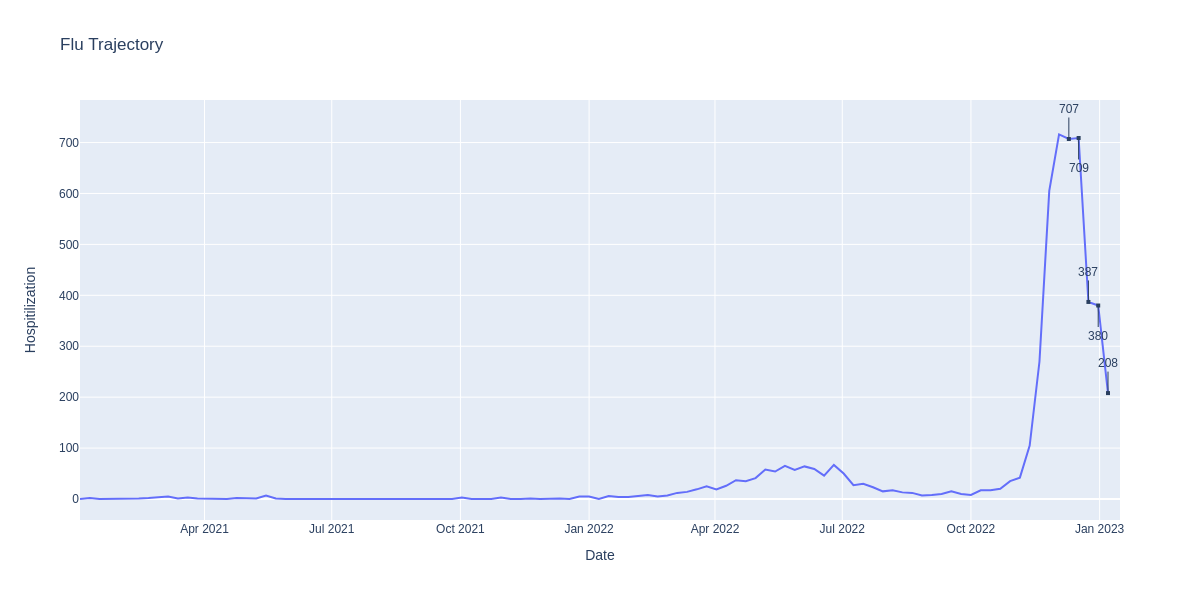 Flu Trajectory
Hospitilization
700
600
500
400
300
200
100
0
707
709
387
380
208
Apr 2021
Jul 2021
Oct 2021
Jan 2022
Apr 2022
Jul 2022
Oct 2022
Jan 2023
Date